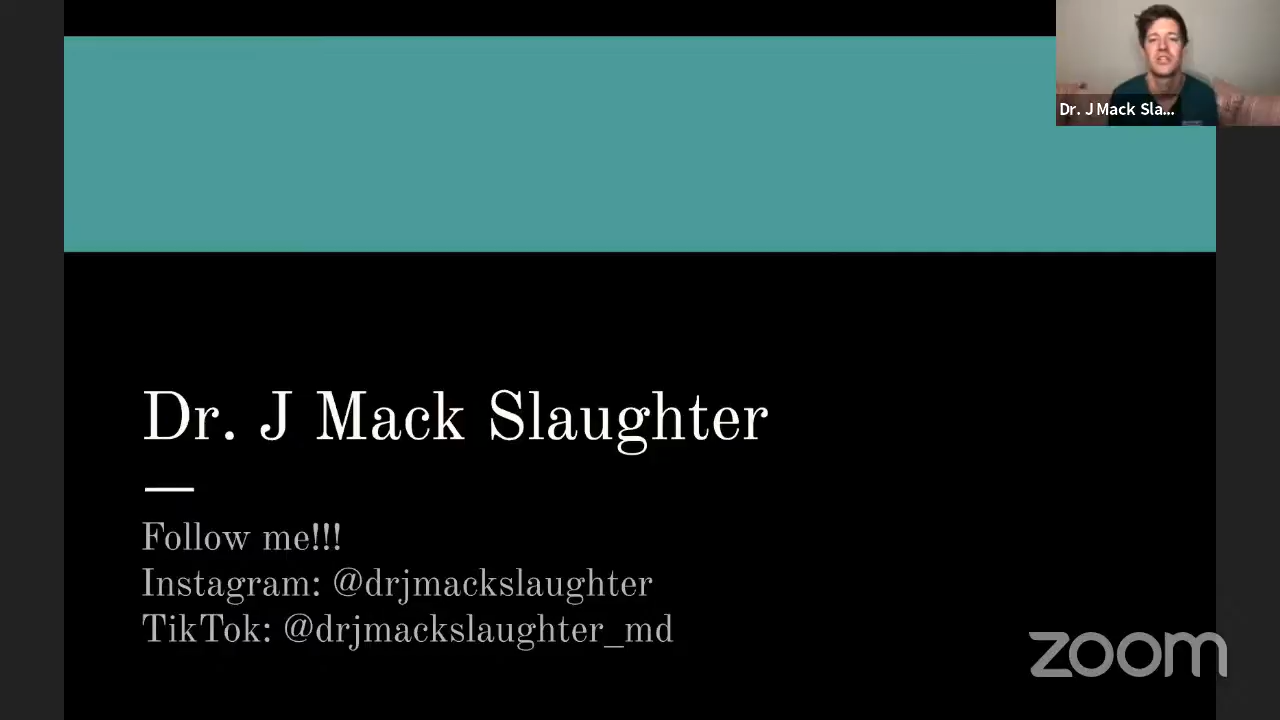 Dr. J Mack Sla...
Dr. J Mack Slaughter
Follow me!!!
Instagram: @drjmackslaughter
TikTok: @drjmackslaughter_md
zoom